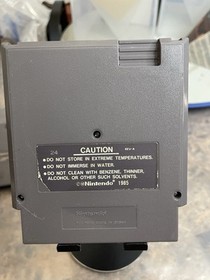 24 CAUTION REV-A
• DO NOT STORE IN EXTREME TEMPERATURES.
• DO NOT IMMERSE IN WATER.
• DO NOT CLEAN WITH BENZENE, THINNER,
ALCOHOL OR OTHER SUCH SOLVENTS.
©®Nintendo 1985